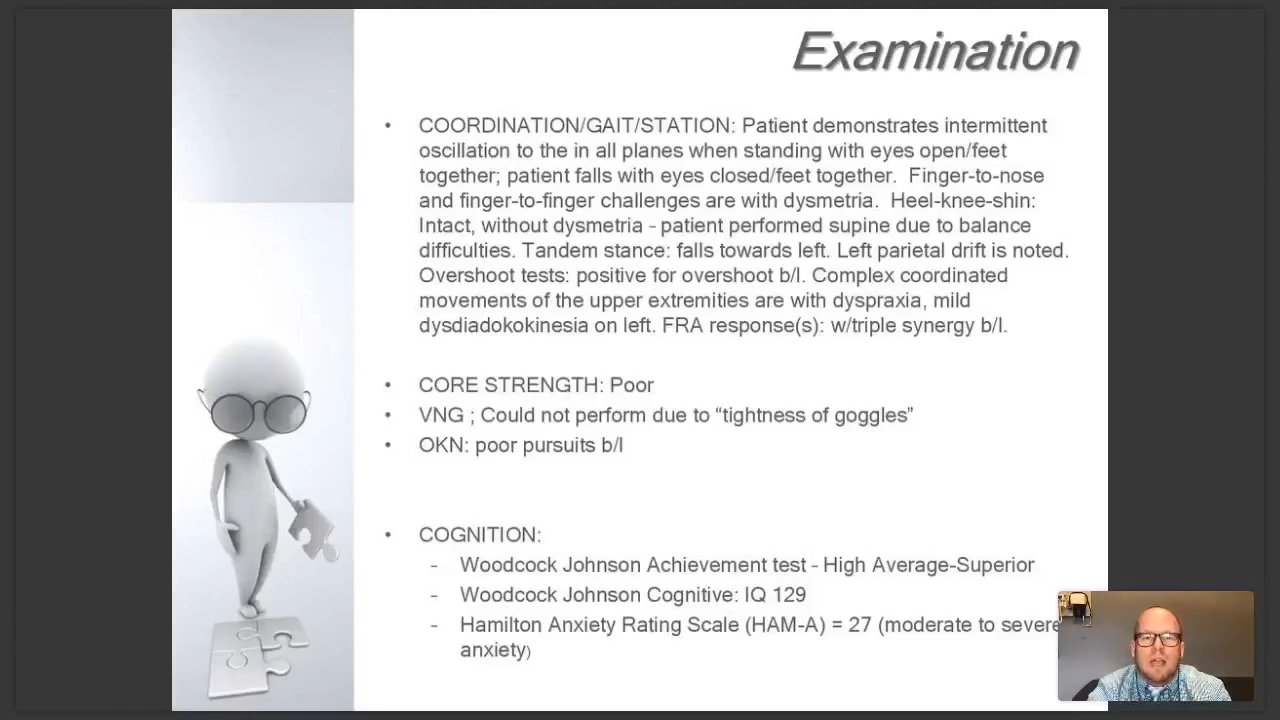 Examination
• COORDINATION/GAIT/STATION: Patient demonstrates intermittent
oscillation to the in all planes when standing with eyes open/feet
together; patient falls with eyes closed/feet together.  Finger-to-nose
and finger-to-finger challenges are with dysmetria.  Heel-knee-shin:
Intact, without dysmetria - patient performed supine due to balance
difficulties. Tandem stance: falls towards left. Left parietal drift is noted.
Overshoot tests: positive for overshoot b/l. Complex coordinated
movements of the upper extremities are with dyspraxia, mild
dysdiadokokinesia on left. FRA response(s): w/triple synergy b/l.
• CORE STRENGTH: Poor
• VNG ; Could not perform due to “tightness of goggles”
• OKN: poor pursuits b/l
• COGNITION:
- Woodcock Johnson Achievement test - High Average-Superior
- Woodcock Johnson Cognitive: IQ 129
- Hamilton Anxiety Rating Scale (HAM-A) = 27 (moderate to severe
anxiety)